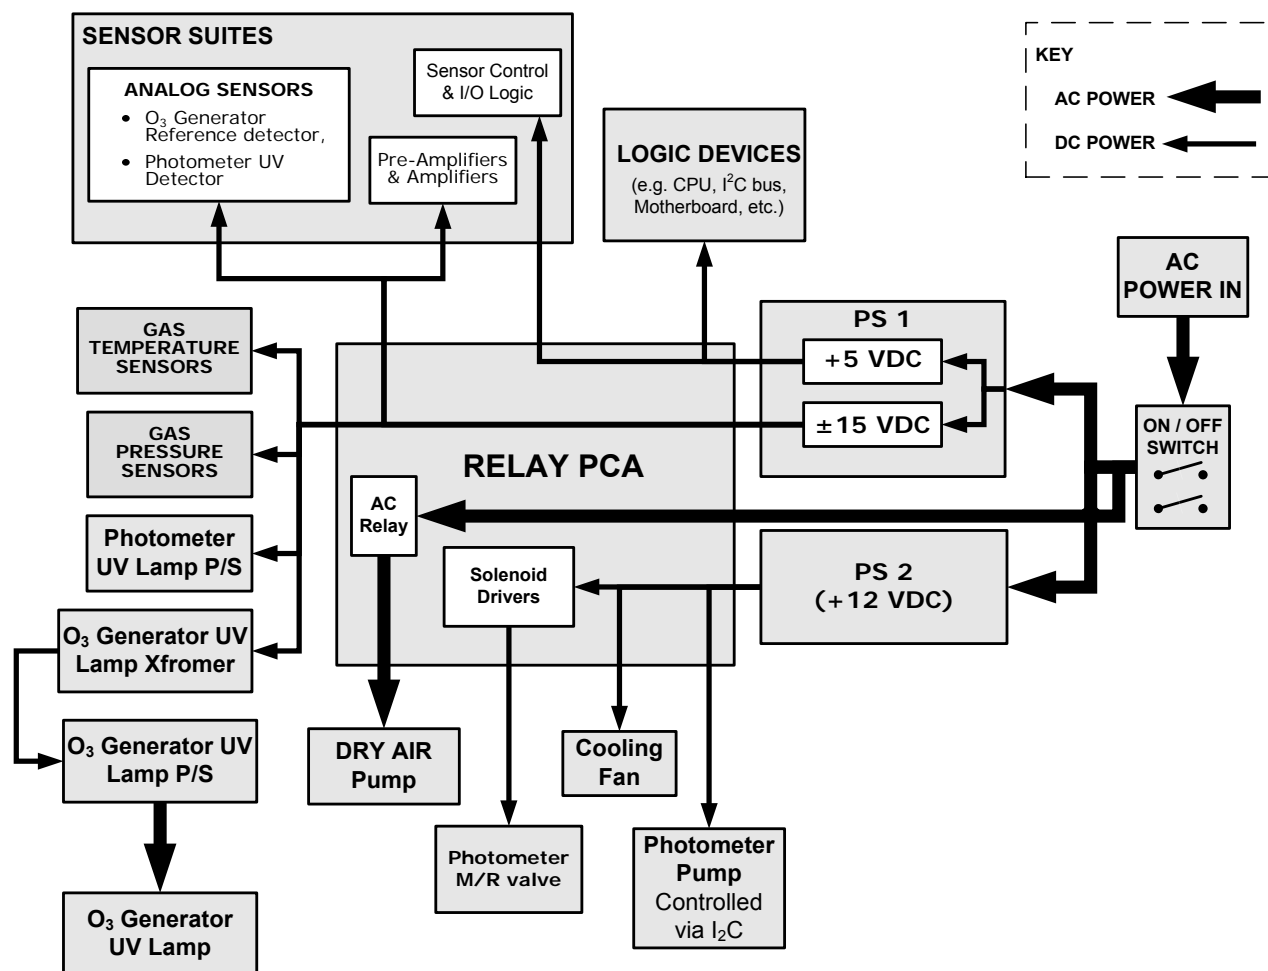 SENSOR SUITES
ANALOG SENSORS
• O₃ Generator
Reference detector,
• Photometer UV
Detector
Sensor Control
& I/O Logic
Pre-Amplifiers
& Amplifiers
LOGIC DEVICES
(e.g. CPU, I²C bus,
Motherboard, etc.)
KEY
AC POWER
DC POWER
AC
POWER IN
ON / OFF
SWITCH
PS 1
+5 VDC
±15 VDC
GAS
TEMPERATURE
SENSORS
GAS
PRESSURE
SENSORS
RELAY PCA
AC
Relay
Solenoid
Drivers
PS 2
(+12 VDC)
Photometer
UV Lamp P/S
O₃ Generator UV
Lamp Xfromer
O₃ Generator UV
Lamp P/S
O₃ Generator
UV Lamp
DRY AIR
Pump
Cooling
Fan
Photometer
M/R valve
Photometer
Pump
Controlled
via I₂C